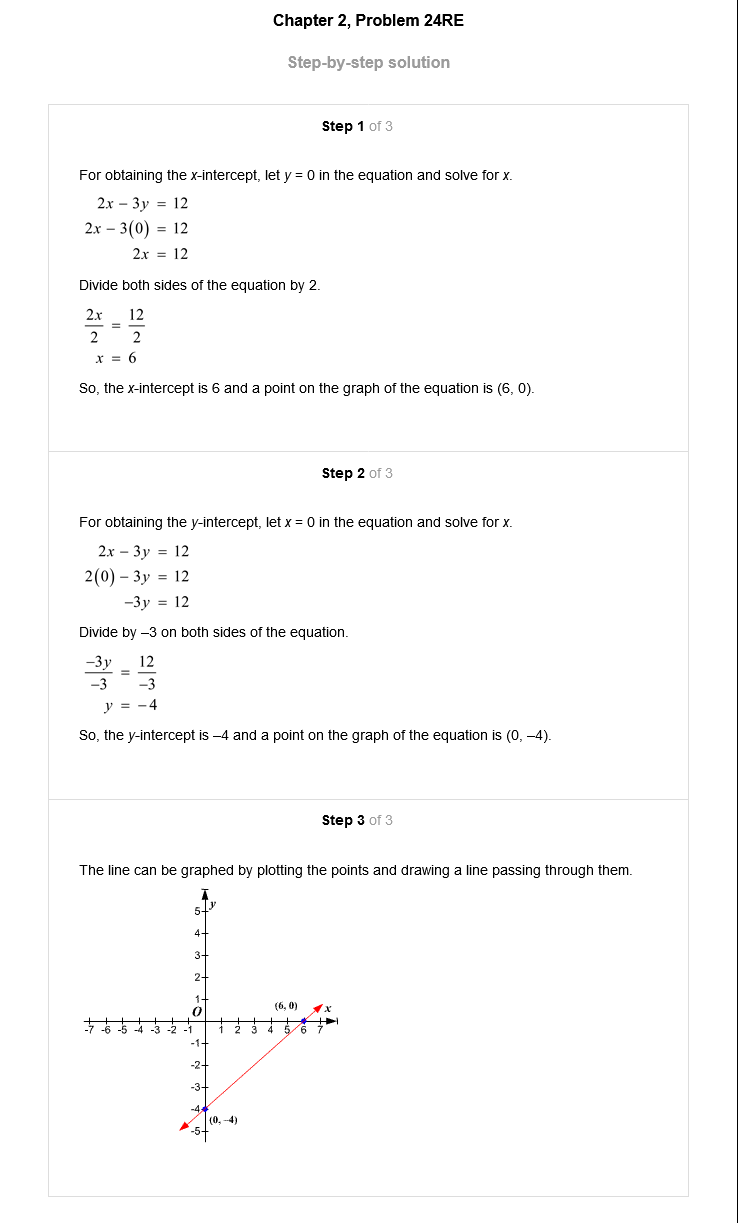 Chapter 2, Problem 24RE
Step-by-step solution
Step 1 of 3
For obtaining the x-intercept, let y = 0 in the equation and solve for x.
2x – 3y = 12
2x – 3(0) = 12
2x = 12
Divide both sides of the equation by 2.
2x/2 = 12/2
x = 6
So, the x-intercept is 6 and a point on the graph of the equation is (6, 0).
Step 2 of 3
For obtaining the y-intercept, let x = 0 in the equation and solve for x.
2x – 3y = 12
2(0) – 3y = 12
–3y = 12
Divide by –3 on both sides of the equation.
–3y/–3 = 12/–3
y = –4
So, the y-intercept is –4 and a point on the graph of the equation is (0, –4).
Step 3 of 3
The line can be graphed by plotting the points and drawing a line passing through them.
y
5
4
3
2
1
O
(6, 0)
x
-7 -6 -5 -4 -3 -2 -1 1 2 3 4 5 6 7
-1
-2
-3
-4
(0, –4)
-5